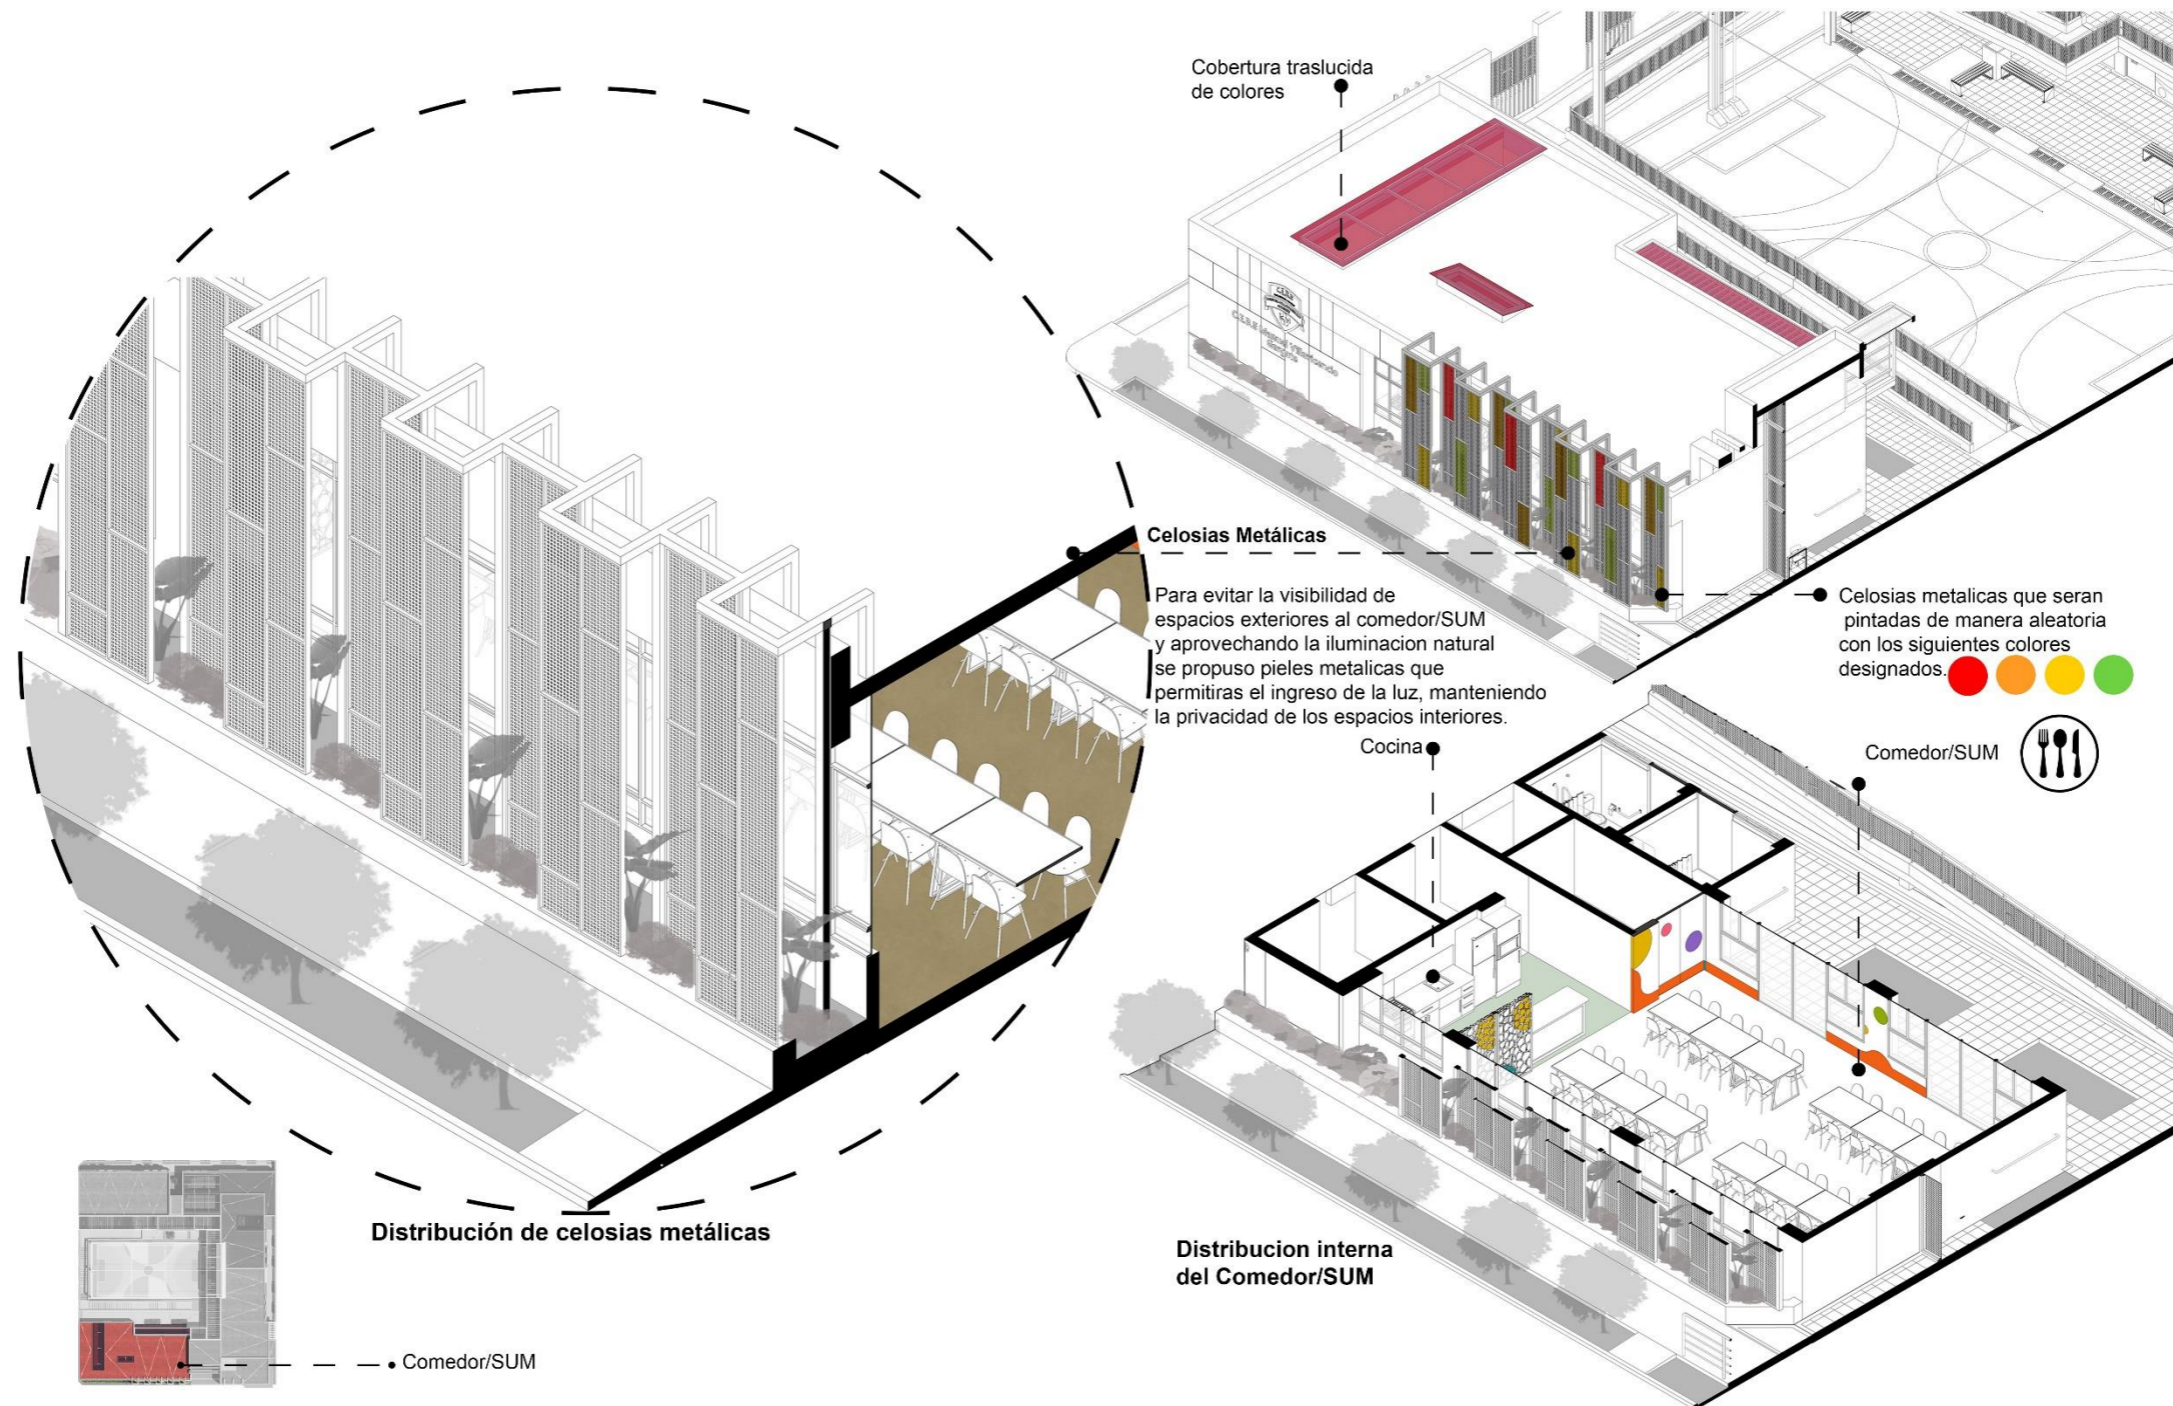 Cobertura traslucida
de colores
C.E.B.E
C.E.B.E Manuel
Celosias Metálicas
Para evitar la visibilidad de
espacios exteriores al comedor/SUM
y aprovechando la iluminacion natural
se propuso pieles metalicas que
permitiras el ingreso de la luz, manteniendo
la privacidad de los espacios interiores.
Celosias metalicas que seran
pintadas de manera aleatoria
con los siguientes colores
designados.
Cocina
Comedor/SUM
Distribución de celosias metálicas
Distribucion interna
del Comedor/SUM
Comedor/SUM